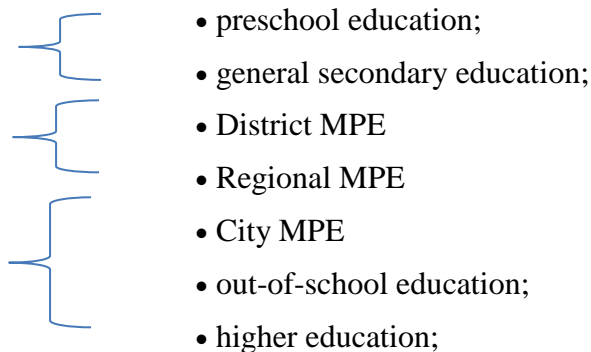 • preschool education;
• general secondary education;
• District MPE
• Regional MPE
• City MPE
• out-of-school education;
• higher education;